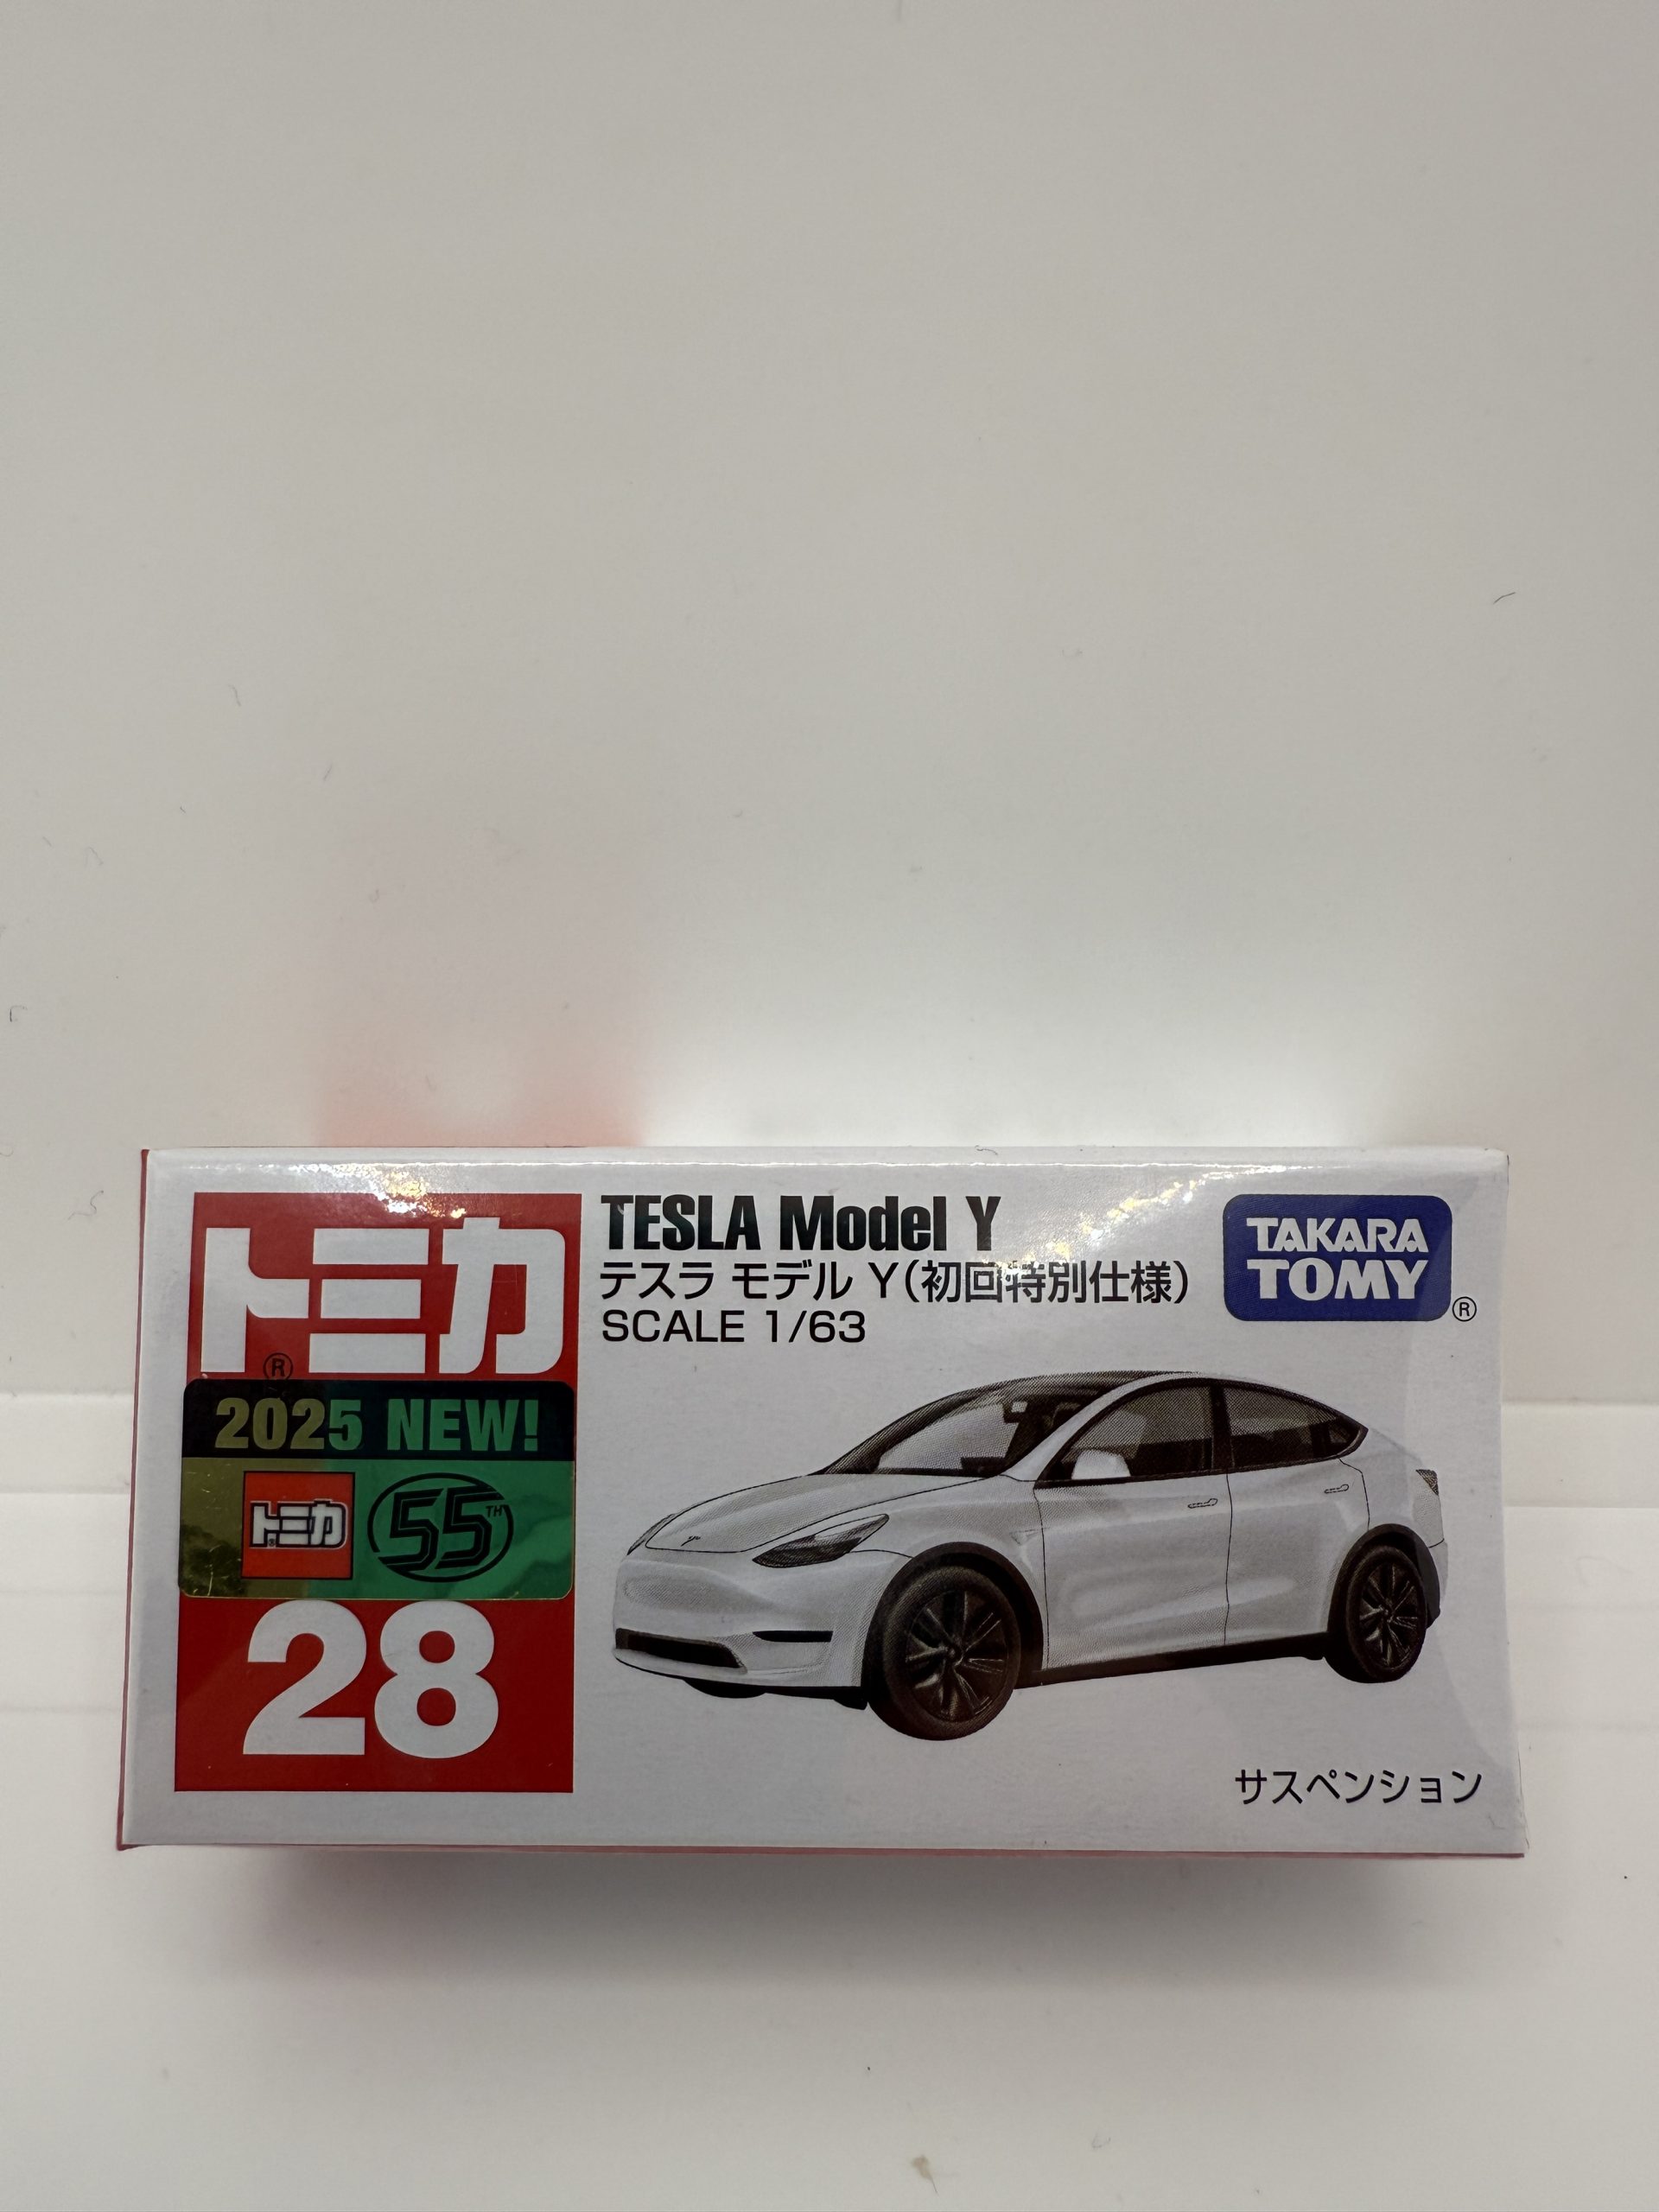 トミカ
®
2025 NEW!
トミカ
®
55TH
28
TESLA Model Y
テスラ モデル Y(初回特別仕様)
SCALE 1/63
TAKARA
TOMY
®
サスペンション